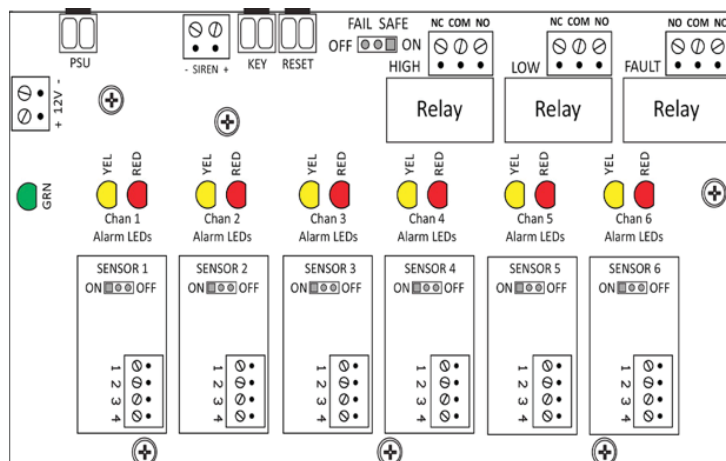 FAIL SAFE
NC COM NO
NC COM NO
NO COM NO
PSU
- SIREN +
KEY
RESET
OFF
ON
HIGH
LOW
FAULT
+ 12V -
Relay
Relay
Relay
GRN
YEL RED
YEL RED
YEL RED
YEL RED
YEL RED
YEL RED
Chan 1
Alarm LEDs
Chan 2
Alarm LEDs
Chan 3
Alarm LEDs
Chan 4
Alarm LEDs
Chan 5
Alarm LEDs
Chan 6
Alarm LEDs
SENSOR 1
ON OFF
1
2
3
4
SENSOR 2
ON OFF
1
2
3
4
SENSOR 3
ON OFF
1
2
3
4
SENSOR 4
ON OFF
1
2
3
4
SENSOR 5
ON OFF
1
2
3
4
SENSOR 6
ON OFF
1
2
3
4